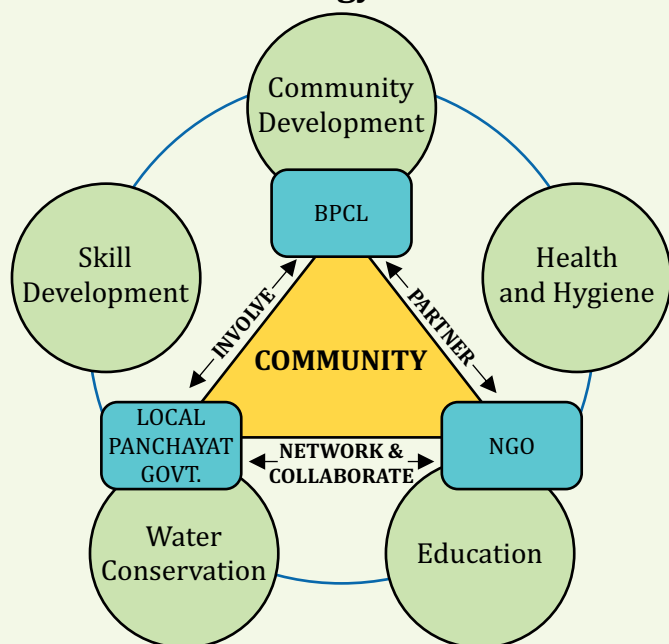 Community
Development
BPCL
Skill
Development
Health
and Hygiene
INVOLVE
PARTNER
COMMUNITY
LOCAL
PANCHAYAT
GOVT.
NETWORK &
COLLABORATE
NGO
Water
Conservation
Education